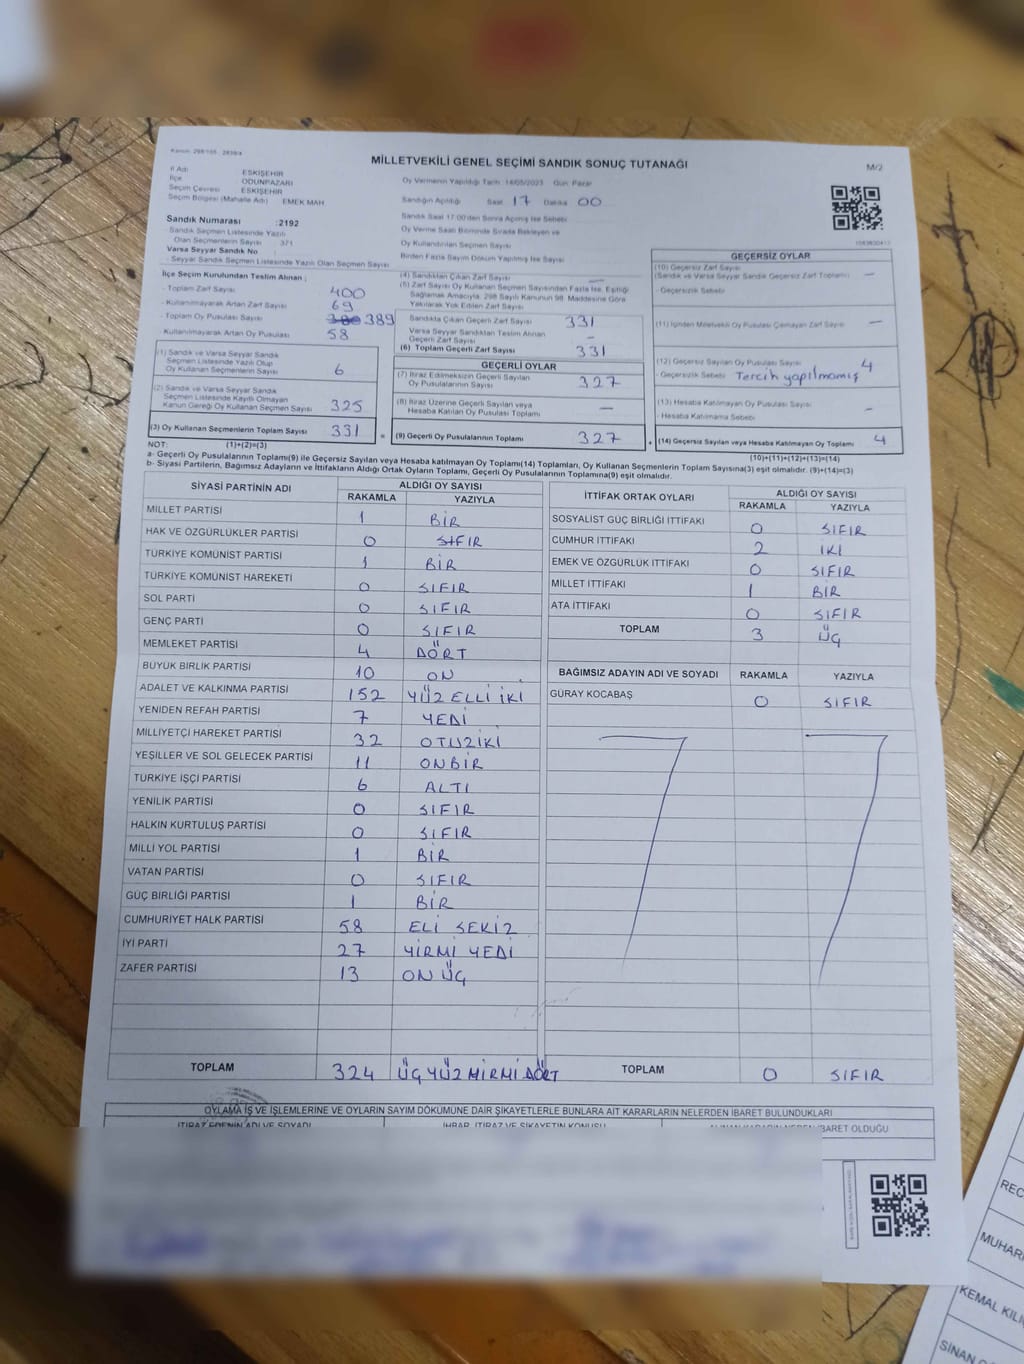 MİLLETVEKİLİ GENEL SEÇİMİ SANDIK SONUÇ TUTANAĞI
M/2
İl Adı ESKİŞEHİR
İlçe ODUNPAZARI
Seçim Çevresi ESKİŞEHİR
Seçim Bölgesi (Mahalle Adı) EMEK MAH
Oy Vermenin Yapıldığı Tarih :14/05/2023 Gün: Pazar
Sandığın Açıldığı Saat 17 Dakika 00
Sandık Saat 17:00'den Sonra Açılmış İse Sebebi
Oy Verme Saati Bitiminde Sırada Bekleyen ve
Oy Kullandırılan Seçmen Sayısı
Birden Fazla Sayım Döküm Yapılmış İse Sayısı
Sandık Numarası :2192
Sandık Seçmen Listesinde Yazılı
Olan Seçmenlerin Sayısı : 371
Varsa Seyyar Sandık No
- Seyyar Sandık Seçmen Listesinde Yazılı Olan Seçmen Sayısı
İlçe Seçim Kurulundan Teslim Alınan ;
- Toplam Zarf Sayısı 400
- Kullanılmayarak Artan Zarf Sayısı 69
- Toplam Oy Pusulası Sayısı 389
- Kullanılmayarak Artan Oy Pusulası 58
(1) Sandık ve Varsa Seyyar Sandık
Seçmen Listesinde Yazılı Olup
Oy Kullanan Seçmenlerin Sayısı 6
(2) Sandık ve Varsa Seyyar Sandık
Seçmen Listesinde Kayıtlı Olmayan
Kanun Gereği Oy Kullanan Seçmen Sayısı 325
(3) Oy Kullanan Seçmenlerin Toplam Sayısı 331
(4) Sandıktan Çıkan Zarf Sayısı —
(5) Zarf Sayısı Oy Kullanan Seçmen Sayısından Fazla İse, Eşitliği
Sağlamak Amacıyla, 298 Sayılı Kanunun 98. Maddesine Göre
Yakılarak Yok Edilen Zarf Sayısı
Sandıkta Çıkan Geçerli Zarf Sayısı 331
Varsa Seyyar Sandıktan Teslim Alınan
Geçerli Zarf Sayısı —
(6) Toplam Geçerli Zarf Sayısı 331
GEÇERLİ OYLAR
(7) İtiraz Edilmeksizin Geçerli Sayılan
Oy Pusulalarının Sayısı 327
(8) İtiraz Üzerine Geçerli Sayılan veya
Hesaba Katılan Oy Pusulası Toplamı —
= (9) Geçerli Oy Pusulalarının Toplamı 327
GEÇERSİZ OYLAR
(10) Geçersiz Zarf Sayısı
(Sandık ve Varsa Seyyar Sandık Geçersiz Zarf Toplamı) —
- Geçersizlik Sebebi
(11) İçinden Milletvekili Oy Pusulası Çıkmayan Zarf Sayısı —
(12) Geçersiz Sayılan Oy Pusulası Sayısı 4
- Geçersizlik Sebebi Tercih yapılmamış
(13) Hesaba Katılmayan Oy Pusulası Sayısı —
- Hesaba Katılmama Sebebi
+ (14) Geçersiz Sayılan veya Hesaba Katılmayan Oy Toplamı 4
NOT: (1)+(2)=(3)
(10)+(11)+(12)+(13)=(14)
a- Geçerli Oy Pusulalarının Toplamı(9) ile Geçersiz Sayılan veya Hesaba katılmayan Oy Toplamı(14) Toplamları, Oy Kullanan Seçmenlerin Toplam Sayısına(3) eşit olmalıdır. (9)+(14)=(3)
b- Siyasi Partilerin, Bağımsız Adayların ve İttifakların Aldığı Ortak Oyların Toplamı, Geçerli Oy Pusulalarının Toplamına(9) eşit olmalıdır.
SİYASİ PARTİNİN ADI ALDIĞI OY SAYISI
RAKAMLA YAZIYLA
MİLLET PARTİSİ 1 BİR
HAK VE ÖZGÜRLÜKLER PARTİSİ 0 SIFIR
TÜRKİYE KOMÜNİST PARTİSİ 1 BİR
TÜRKİYE KOMÜNİST HAREKETİ 0 SIFIR
SOL PARTİ 0 SIFIR
GENÇ PARTİ 0 SIFIR
MEMLEKET PARTİSİ 4 DÖRT
BÜYÜK BİRLİK PARTİSİ 10 ON
ADALET VE KALKINMA PARTİSİ 152 YÜZ ELLİ İKİ
YENİDEN REFAH PARTİSİ 7 YEDİ
MİLLİYETÇİ HAREKET PARTİSİ 32 OTUZİKİ
YEŞİLLER VE SOL GELECEK PARTİSİ 11 ONBİR
TÜRKİYE İŞÇİ PARTİSİ 6 ALTI
YENİLİK PARTİSİ 0 SIFIR
HALKIN KURTULUŞ PARTİSİ 0 SIFIR
MİLLİ YOL PARTİSİ 1 BİR
VATAN PARTİSİ 0 SIFIR
GÜÇ BİRLİĞİ PARTİSİ 1 BİR
CUMHURİYET HALK PARTİSİ 58 ELİ SEKİZ
İYİ PARTİ 27 YİRMİ YEDİ
ZAFER PARTİSİ 13 ON ÜÇ
TOPLAM 324 ÜÇ YÜZ YİRMİ DÖRT
İTTİFAK ORTAK OYLARI ALDIĞI OY SAYISI
RAKAMLA YAZIYLA
SOSYALİST GÜÇ BİRLİĞİ İTTİFAKI 0 SIFIR
CUMHUR İTTİFAKI 2 İKİ
EMEK VE ÖZGÜRLÜK İTTİFAKI 0 SIFIR
MİLLET İTTİFAKI 1 BİR
ATA İTTİFAKI 0 SIFIR
TOPLAM 3 ÜÇ
BAĞIMSIZ ADAYIN ADI VE SOYADI RAKAMLA YAZIYLA
GÜRAY KOCABAŞ 0 SIFIR
TOPLAM 0 SIFIR
OYLAMA İŞ VE İŞLEMLERİNE VE OYLARIN SAYIM DÖKÜMÜNE DAİR ŞİKAYETLERLE BUNLARA AİT KARARLARIN NELERDEN İBARET BULUNDUKLARI
İTİRAZ EDENİN ADI VE SOYADI İHBAR, İTİRAZ VE ŞİKAYETİN KONUSU
İBARET OLDUĞU
REC
MUHAR
KEMAL KILI
SİNAN